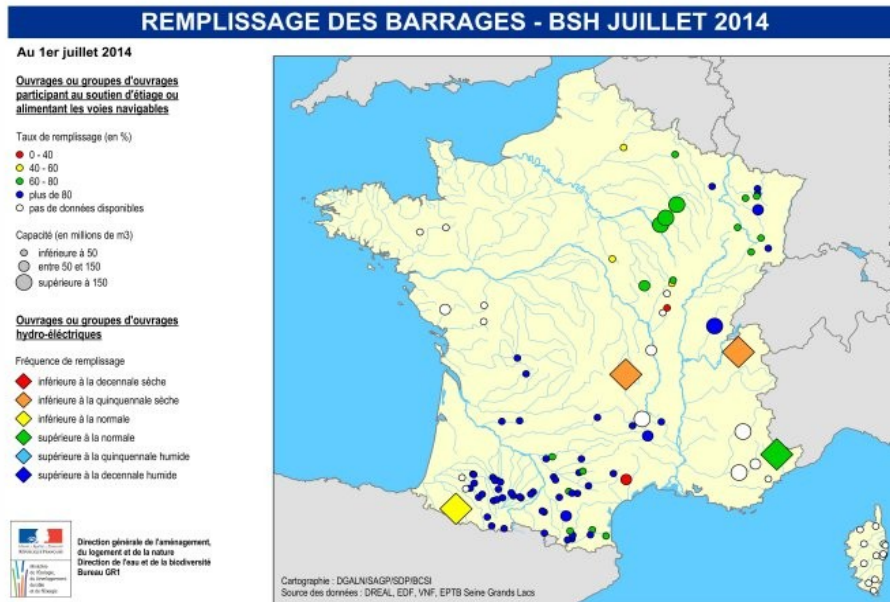 REMPLISSAGE DES BARRAGES - BSH JUILLET 2014
Au 1er juillet 2014
Ouvrages ou groupes d'ouvrages
participant au soutien d'étiage ou
alimentant les voies navigables
Taux de remplissage (en %)
0 - 40
40 - 60
60 - 80
plus de 80
pas de données disponibles
Capacité (en millions de m3)
inférieure à 50
entre 50 et 150
supérieure à 150
Ouvrages ou groupes d'ouvrages
hydro-éléctriques
Fréquence de remplissage
inférieure à la decennale sèche
inférieure à la quinquennale sèche
inférieure à la normale
supérieure à la normale
supérieure à la quinquennale humide
supérieure à la decennale humide
Direction générale de l'aménagement,
du logement et de la nature
Direction de l'eau et de la biodiversité
Bureau GR1
Cartographie : DGALN/SAGP/SDP/BCSI
Source des données : DREAL, EDF, VNF, EPTB Seine Grands Lacs